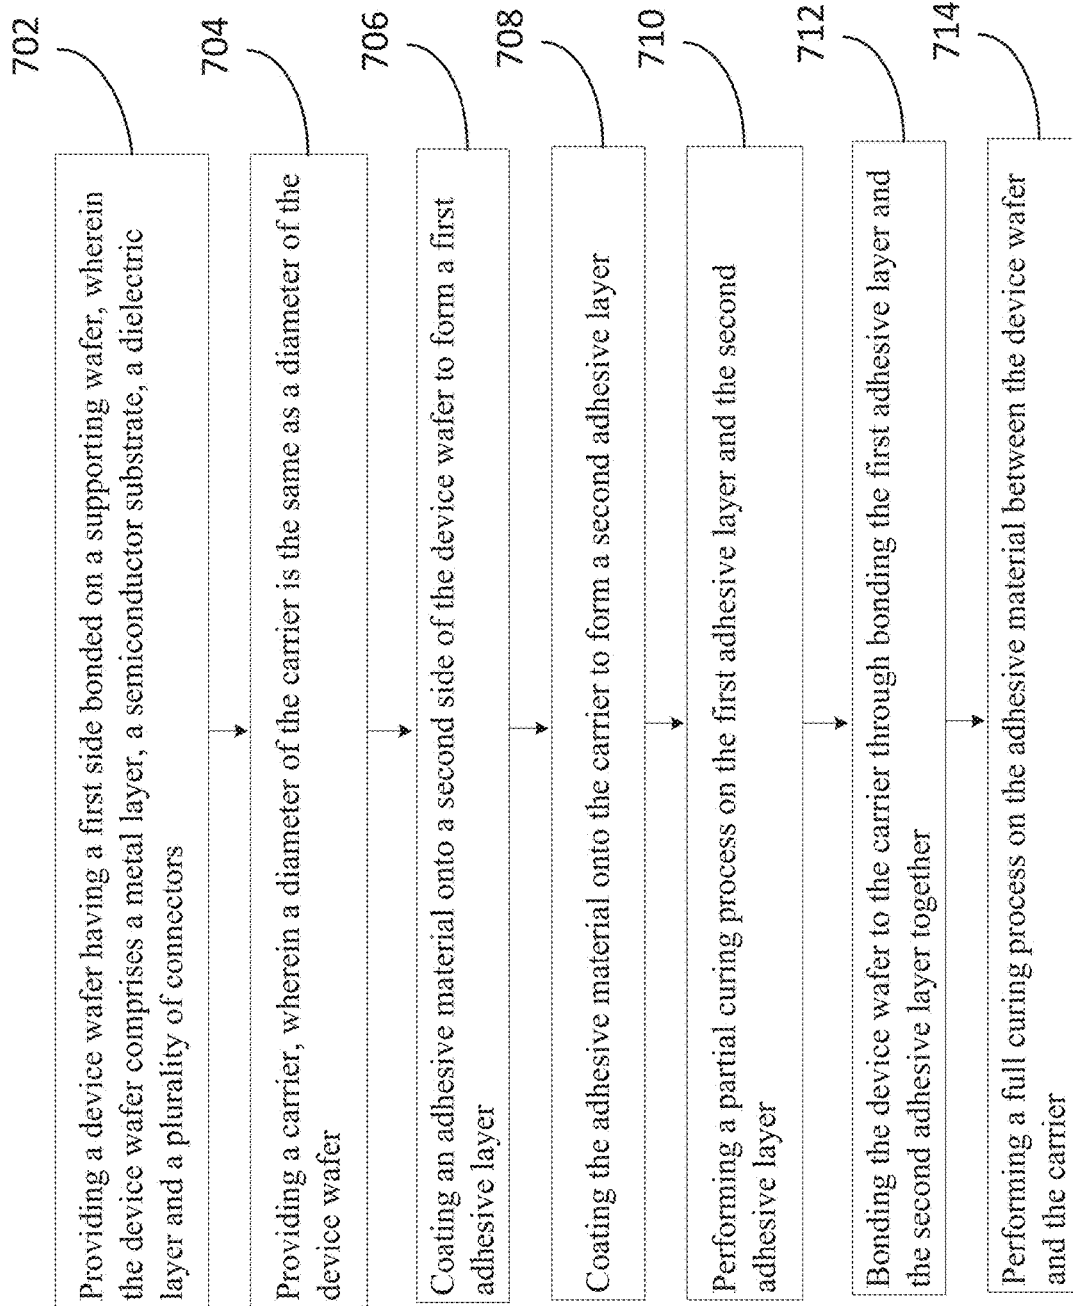 702
Providing a device wafer having a first side bonded on a supporting wafer, wherein
the device wafer comprises a metal layer, a semiconductor substrate, a dielectric
layer and a plurality of connectors
704
Providing a carrier, wherein a diameter of the carrier is the same as a diameter of the
device wafer
706
Coating an adhesive material onto a second side of the device wafer to form a first
adhesive layer
708
Coating the adhesive material onto the carrier to form a second adhesive layer
710
Performing a partial curing process on the first adhesive layer and the second
adhesive layer
712
Bonding the device wafer to the carrier through bonding the first adhesive layer and
the second adhesive layer together
714
Performing a full curing process on the adhesive material between the device wafer
and the carrier